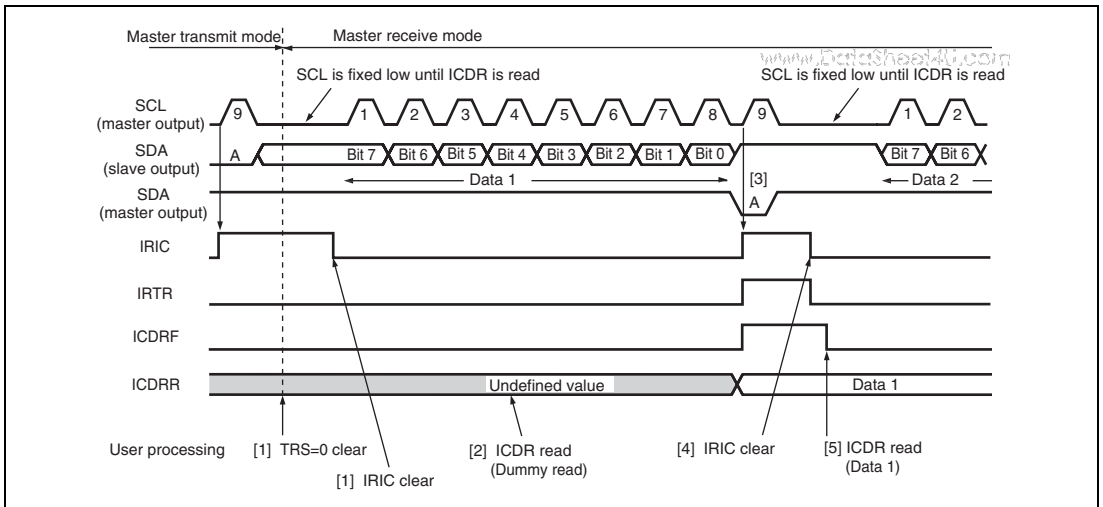 Master transmit mode Master receive mode
www.DataSheet4U.com
SCL is fixed low until ICDR is read SCL is fixed low until ICDR is read
SCL
(master output)
9 1 2 3 4 5 6 7 8 9 1 2
SDA
(slave output)
A Bit 7 Bit 6 Bit 5 Bit 4 Bit 3 Bit 2 Bit 1 Bit 0 Bit 7 Bit 6
Data 1 [3] Data 2
SDA
(master output)
A
IRIC
IRTR
ICDRF
ICDRR Undefined value Data 1
User processing [1] TRS=0 clear [2] ICDR read
(Dummy read) [4] IRIC clear [5] ICDR read
(Data 1)
[1] IRIC clear